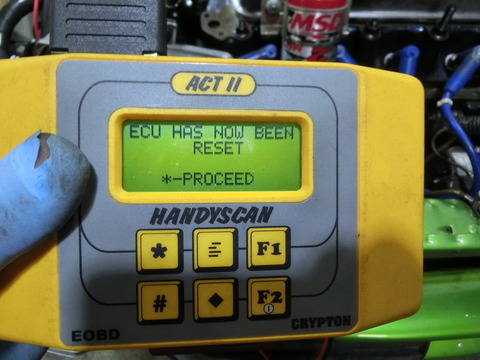 MSD
ACT II
ECU HAS NOW BEEN
RESET
*-PROCEED
HANDYSCAN
* F1
# F2
EOBD
CRYPTON